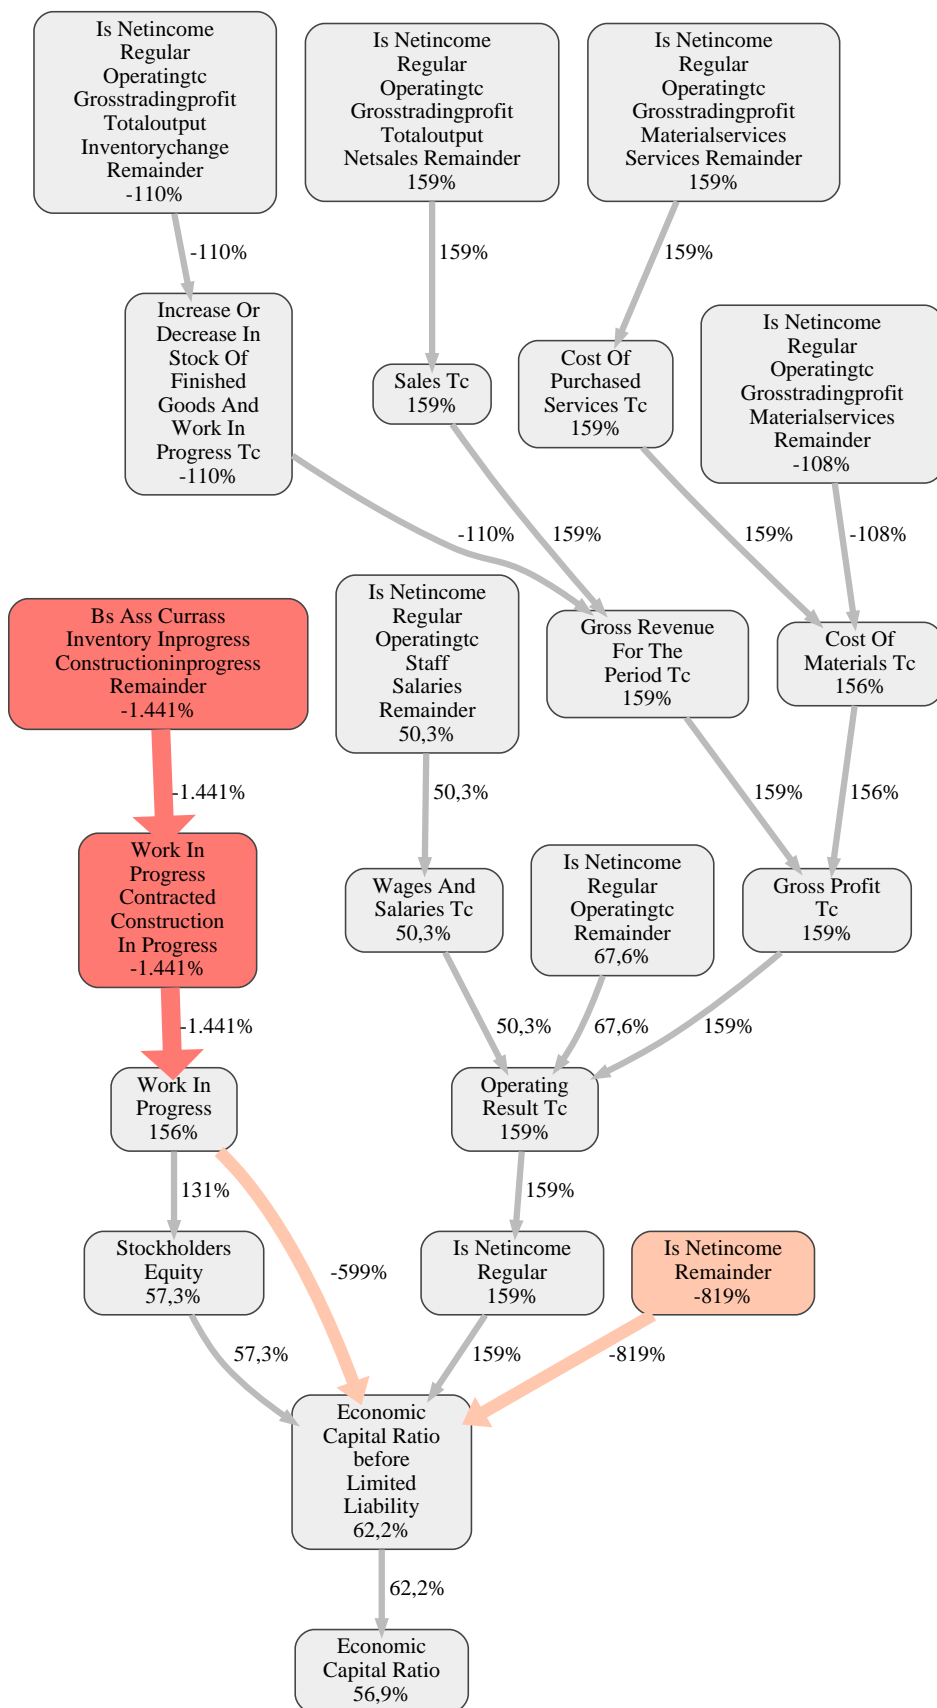 Is Netincome
Regular
Operatingtc
Grosstradingprofit
Totaloutput
Inventorychange
Remainder
-110%
Is Netincome
Regular
Operatingtc
Grosstradingprofit
Totaloutput
Netsales Remainder
159%
Is Netincome
Regular
Operatingtc
Grosstradingprofit
Materialservices
Services Remainder
159%
-110%
159%
159%
Increase Or
Decrease In
Stock Of
Finished
Goods And
Work In
Progress Tc
-110%
Sales Tc
159%
Cost Of
Purchased
Services Tc
159%
Is Netincome
Regular
Operatingtc
Grosstradingprofit
Materialservices
Remainder
-108%
-110%
159%
159%
-108%
Bs Ass Currass
Inventory Inprogress
Constructioninprogress
Remainder
-1.441%
Is Netincome
Regular
Operatingtc
Staff
Salaries
Remainder
50,3%
Gross Revenue
For The
Period Tc
159%
Cost Of
Materials Tc
156%
-1.441%
50,3%
159%
156%
Work In
Progress
Contracted
Construction
In Progress
-1.441%
Wages And
Salaries Tc
50,3%
Is Netincome
Regular
Operatingtc
Remainder
67,6%
Gross Profit
Tc
159%
-1.441%
50,3%
67,6%
159%
Work In
Progress
156%
Operating
Result Tc
159%
131%
-599%
159%
Stockholders
Equity
57,3%
Is Netincome
Regular
159%
Is Netincome
Remainder
-819%
57,3%
159%
-819%
Economic
Capital Ratio
before
Limited
Liability
62,2%
62,2%
Economic
Capital Ratio
56,9%